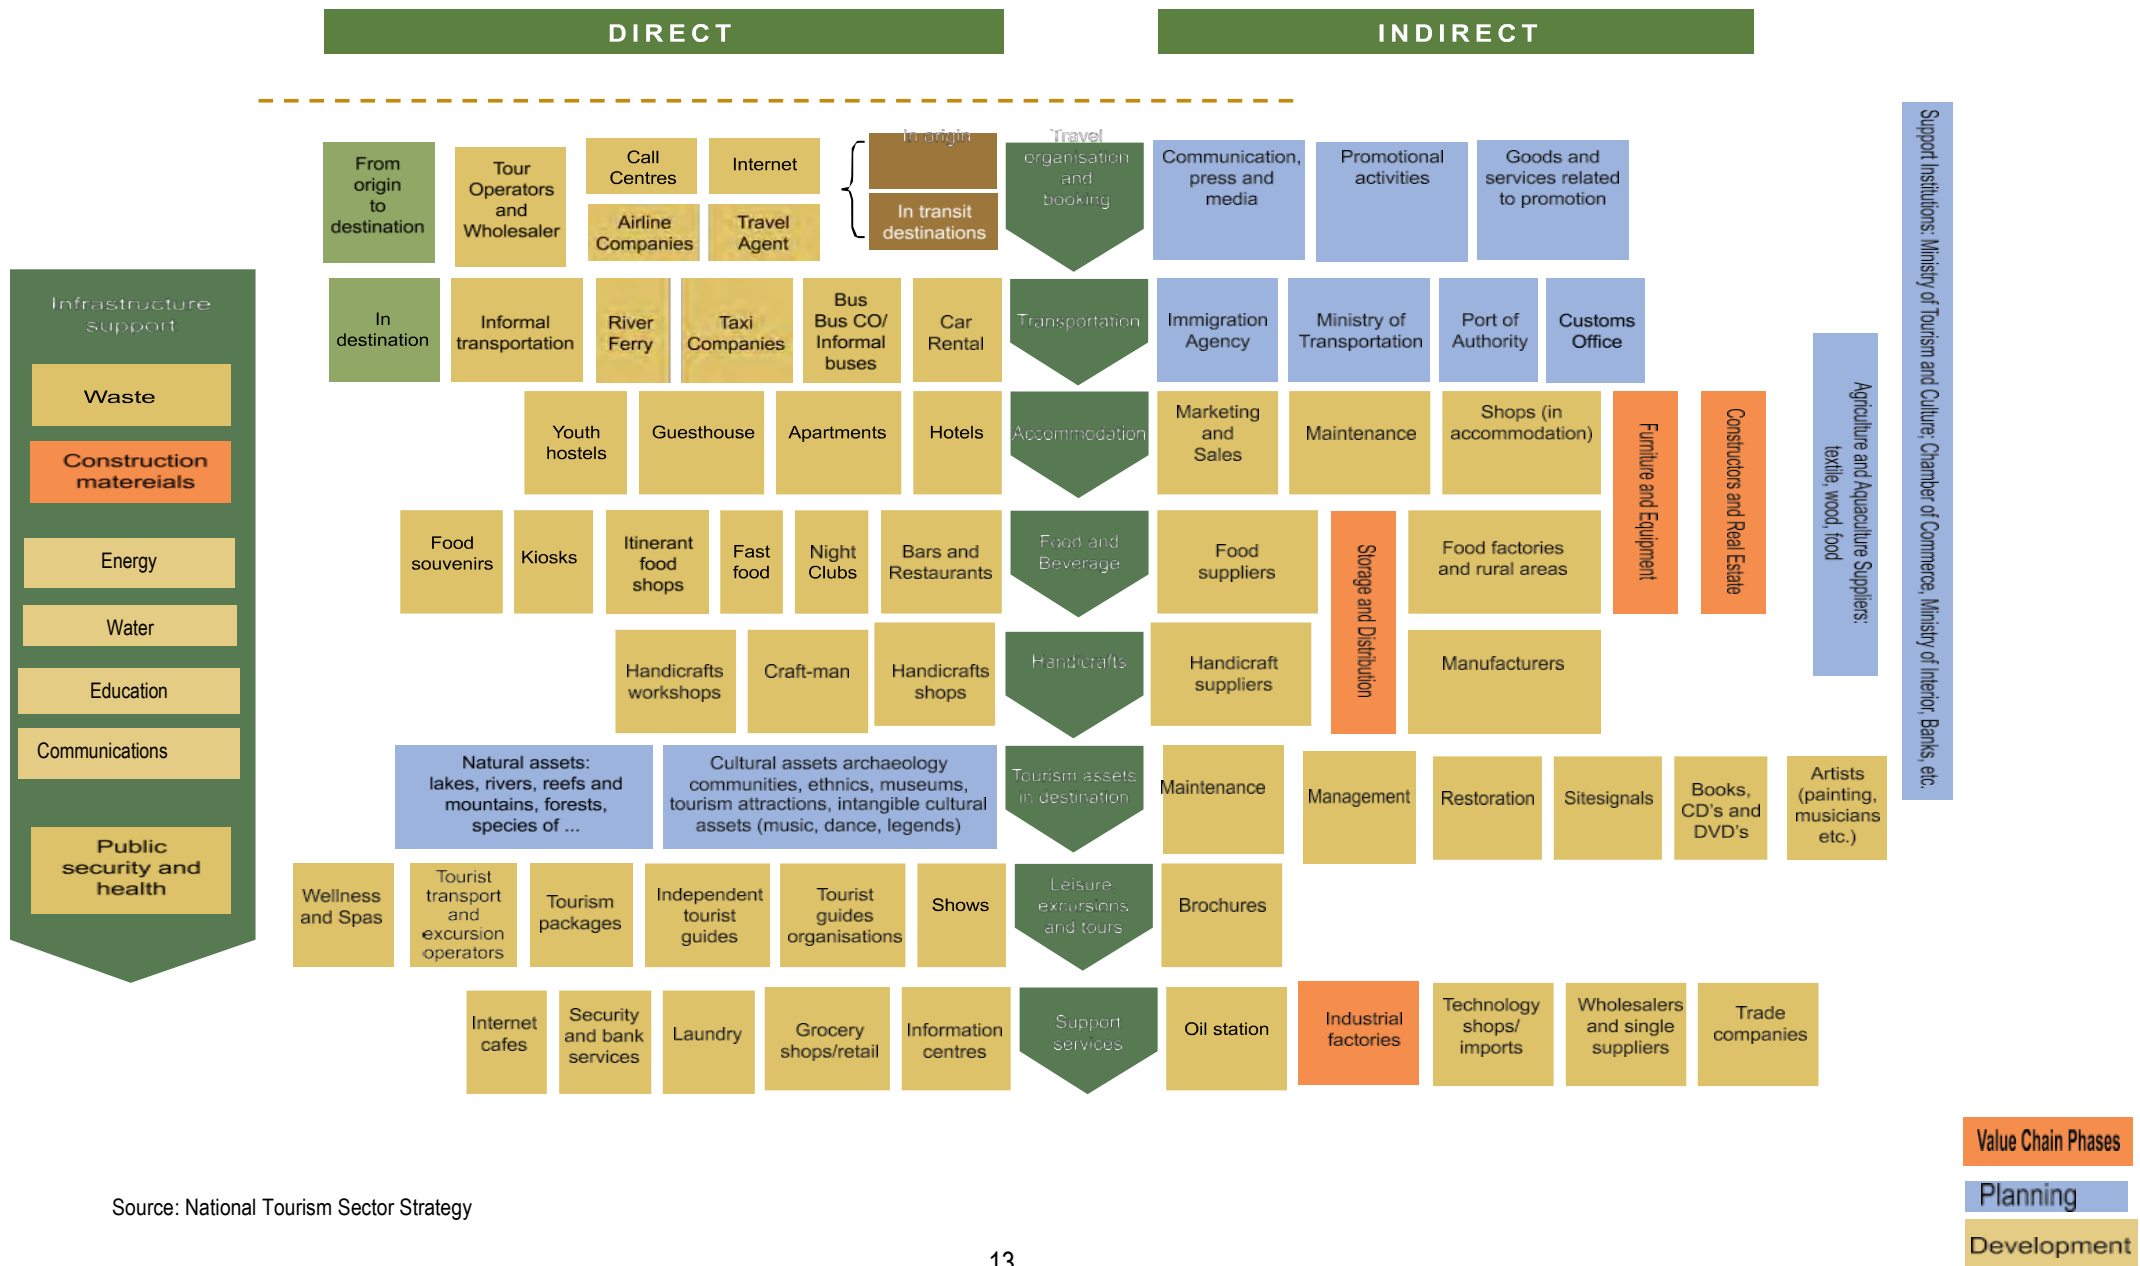 DIRECT
INDIRECT
From
origin
to
destination
Tour
Operators
and
Wholesaler
Call
Centres
Internet
Airline
Companies
Travel
Agent
In origin
In transit
destinations
Travel
organisation
and
booking
Communication,
press and
media
Promotional
activities
Goods and
services related
to promotion
Support Institutions: Ministry of Tourism and Culture; Chamber of Commerce, Ministry of Interior, Banks, etc.
Infrastructure
support
Waste
Construction
matereials
Energy
Water
Education
Communications
Public
security and
health
In
destination
Informal
transportation
River
Ferry
Taxi
Companies
Bus
Bus CO/
Informal
buses
Car
Rental
Transportation
Immigration
Agency
Ministry of
Transportation
Port of
Authority
Customs
Office
Agriculture and Aquaculture Suppliers:
textile, wood, food
Youth
hostels
Guesthouse
Apartments
Hotels
Accommodation
Marketing
and
Sales
Maintenance
Shops (in
accommodation)
Furniture and Equipment
Constructors and Real Estate
Food
souvenirs
Kiosks
Itinerant
food
shops
Fast
food
Night
Clubs
Bars and
Restaurants
Food and
Beverage
Food
suppliers
Storage and Distribution
Food factories
and rural areas
Handicrafts
workshops
Craft-man
Handicrafts
shops
Handicrafts
Handicraft
suppliers
Manufacturers
Natural assets:
lakes, rivers, reefs and
mountains, forests,
species of ...
Cultural assets archaeology
communities, ethnics, museums,
tourism attractions, intangible cultural
assets (music, dance, legends)
Tourism assets
in destination
Maintenance
Management
Restoration
Sitesignals
Books,
CD's and
DVD's
Artists
(painting,
musicians
etc.)
Wellness
and Spas
Tourist
transport
and
excursion
operators
Tourism
packages
Independent
tourist
guides
Tourist
guides
organisations
Shows
Leisure,
excursions
and tours
Brochures
Internet
cafes
Security
and bank
services
Laundry
Grocery
shops/retail
Information
centres
Support
services
Oil station
Industrial
factories
Technology
shops/
imports
Wholesalers
and single
suppliers
Trade
companies
Value Chain Phases
Planning
Development
Source: National Tourism Sector Strategy
13